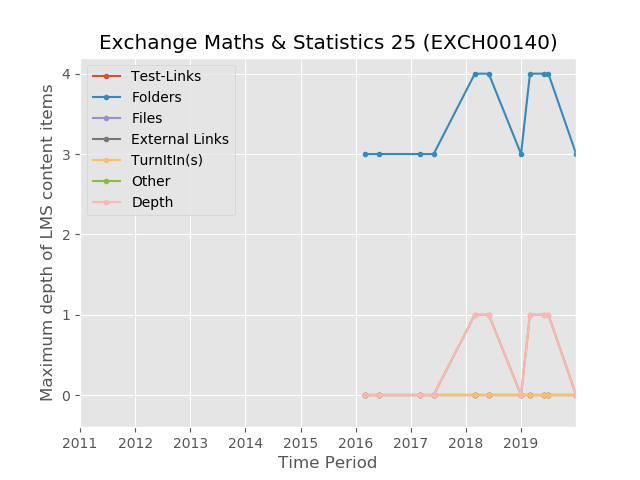 Exchange Maths & Statistics 25 (EXCH00140)
Maximum depth of LMS content items
4
3
2
1
0
Test-Links
Folders
Files
External Links
TurnItIn(s)
Other
Depth
2011 2012 2013 2014 2015 2016 2017 2018 2019
Time Period